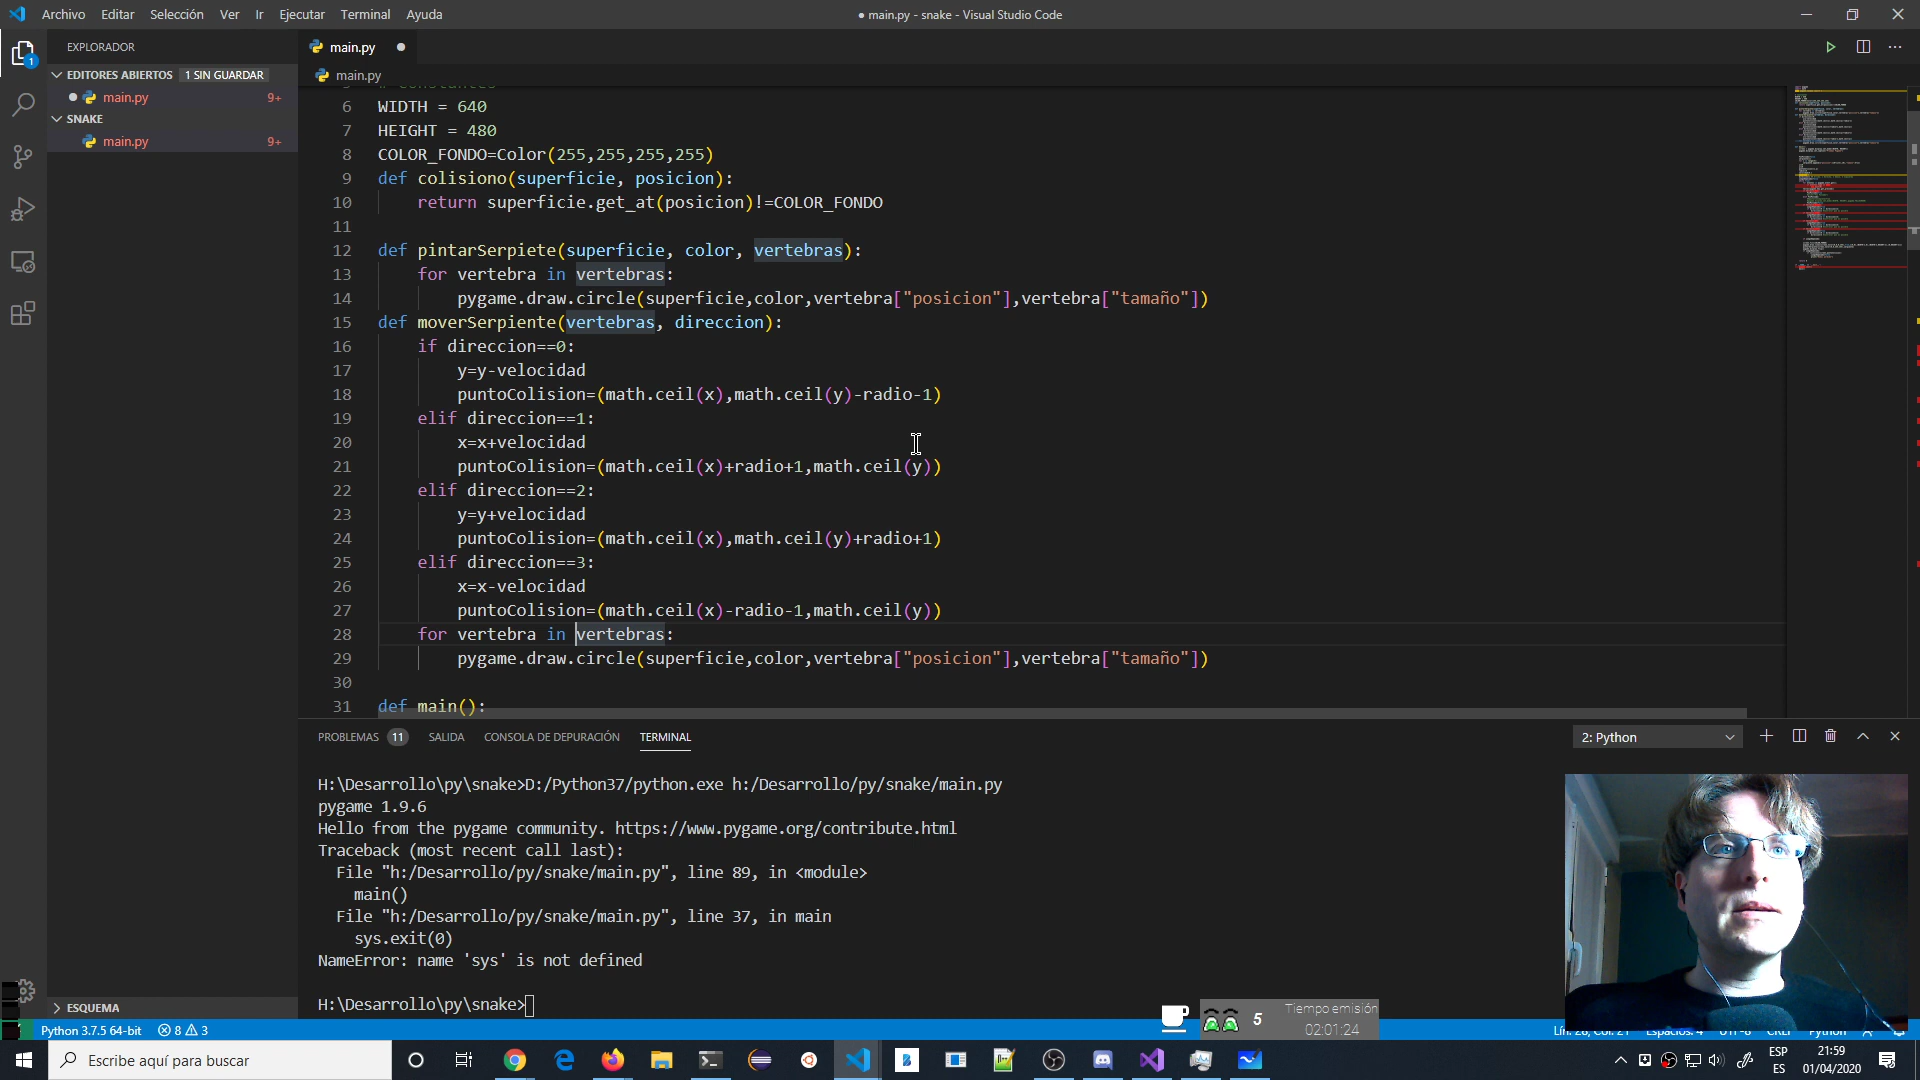 Archivo Editar Selección Ver Ir Ejecutar Terminal Ayuda
● main.py - snake - Visual Studio Code
EXPLORADOR
EDITORES ABIERTOS 1 SIN GUARDAR
main.py 9+
SNAKE
main.py 9+
ESQUEMA
main.py
main.py
6 WIDTH = 640
7 HEIGHT = 480
8 COLOR_FONDO=Color(255,255,255,255)
9 def colisiono(superficie, posicion):
10 return superficie.get_at(posicion)!=COLOR_FONDO
11
12 def pintarSerpiete(superficie, color, vertebras):
13 for vertebra in vertebras:
14 pygame.draw.circle(superficie,color,vertebra["posicion"],vertebra["tamaño"])
15 def moverSerpiente(vertebras, direccion):
16 if direccion==0:
17 y=y-velocidad
18 puntoColision=(math.ceil(x),math.ceil(y)-radio-1)
19 elif direccion==1:
20 x=x+velocidad
21 puntoColision=(math.ceil(x)+radio+1,math.ceil(y))
22 elif direccion==2:
23 y=y+velocidad
24 puntoColision=(math.ceil(x),math.ceil(y)+radio+1)
25 elif direccion==3:
26 x=x-velocidad
27 puntoColision=(math.ceil(x)-radio-1,math.ceil(y))
28 for vertebra in vertebras:
29 pygame.draw.circle(superficie,color,vertebra["posicion"],vertebra["tamaño"])
30
31 def main():
PROBLEMAS 11 SALIDA CONSOLA DE DEPURACIÓN TERMINAL
2: Python
H:\Desarrollo\py\snake>D:/Python37/python.exe h:/Desarrollo/py/snake/main.py
pygame 1.9.6
Hello from the pygame community. https://www.pygame.org/contribute.html
Traceback (most recent call last):
File "h:/Desarrollo/py/snake/main.py", line 89, in <module>
main()
File "h:/Desarrollo/py/snake/main.py", line 37, in main
sys.exit(0)
NameError: name 'sys' is not defined
H:\Desarrollo\py\snake>
5
Tiempo emisión
02:01:24
Python 3.7.5 64-bit 8 3
Escribe aquí para buscar
ESP
ES
21:59
01/04/2020